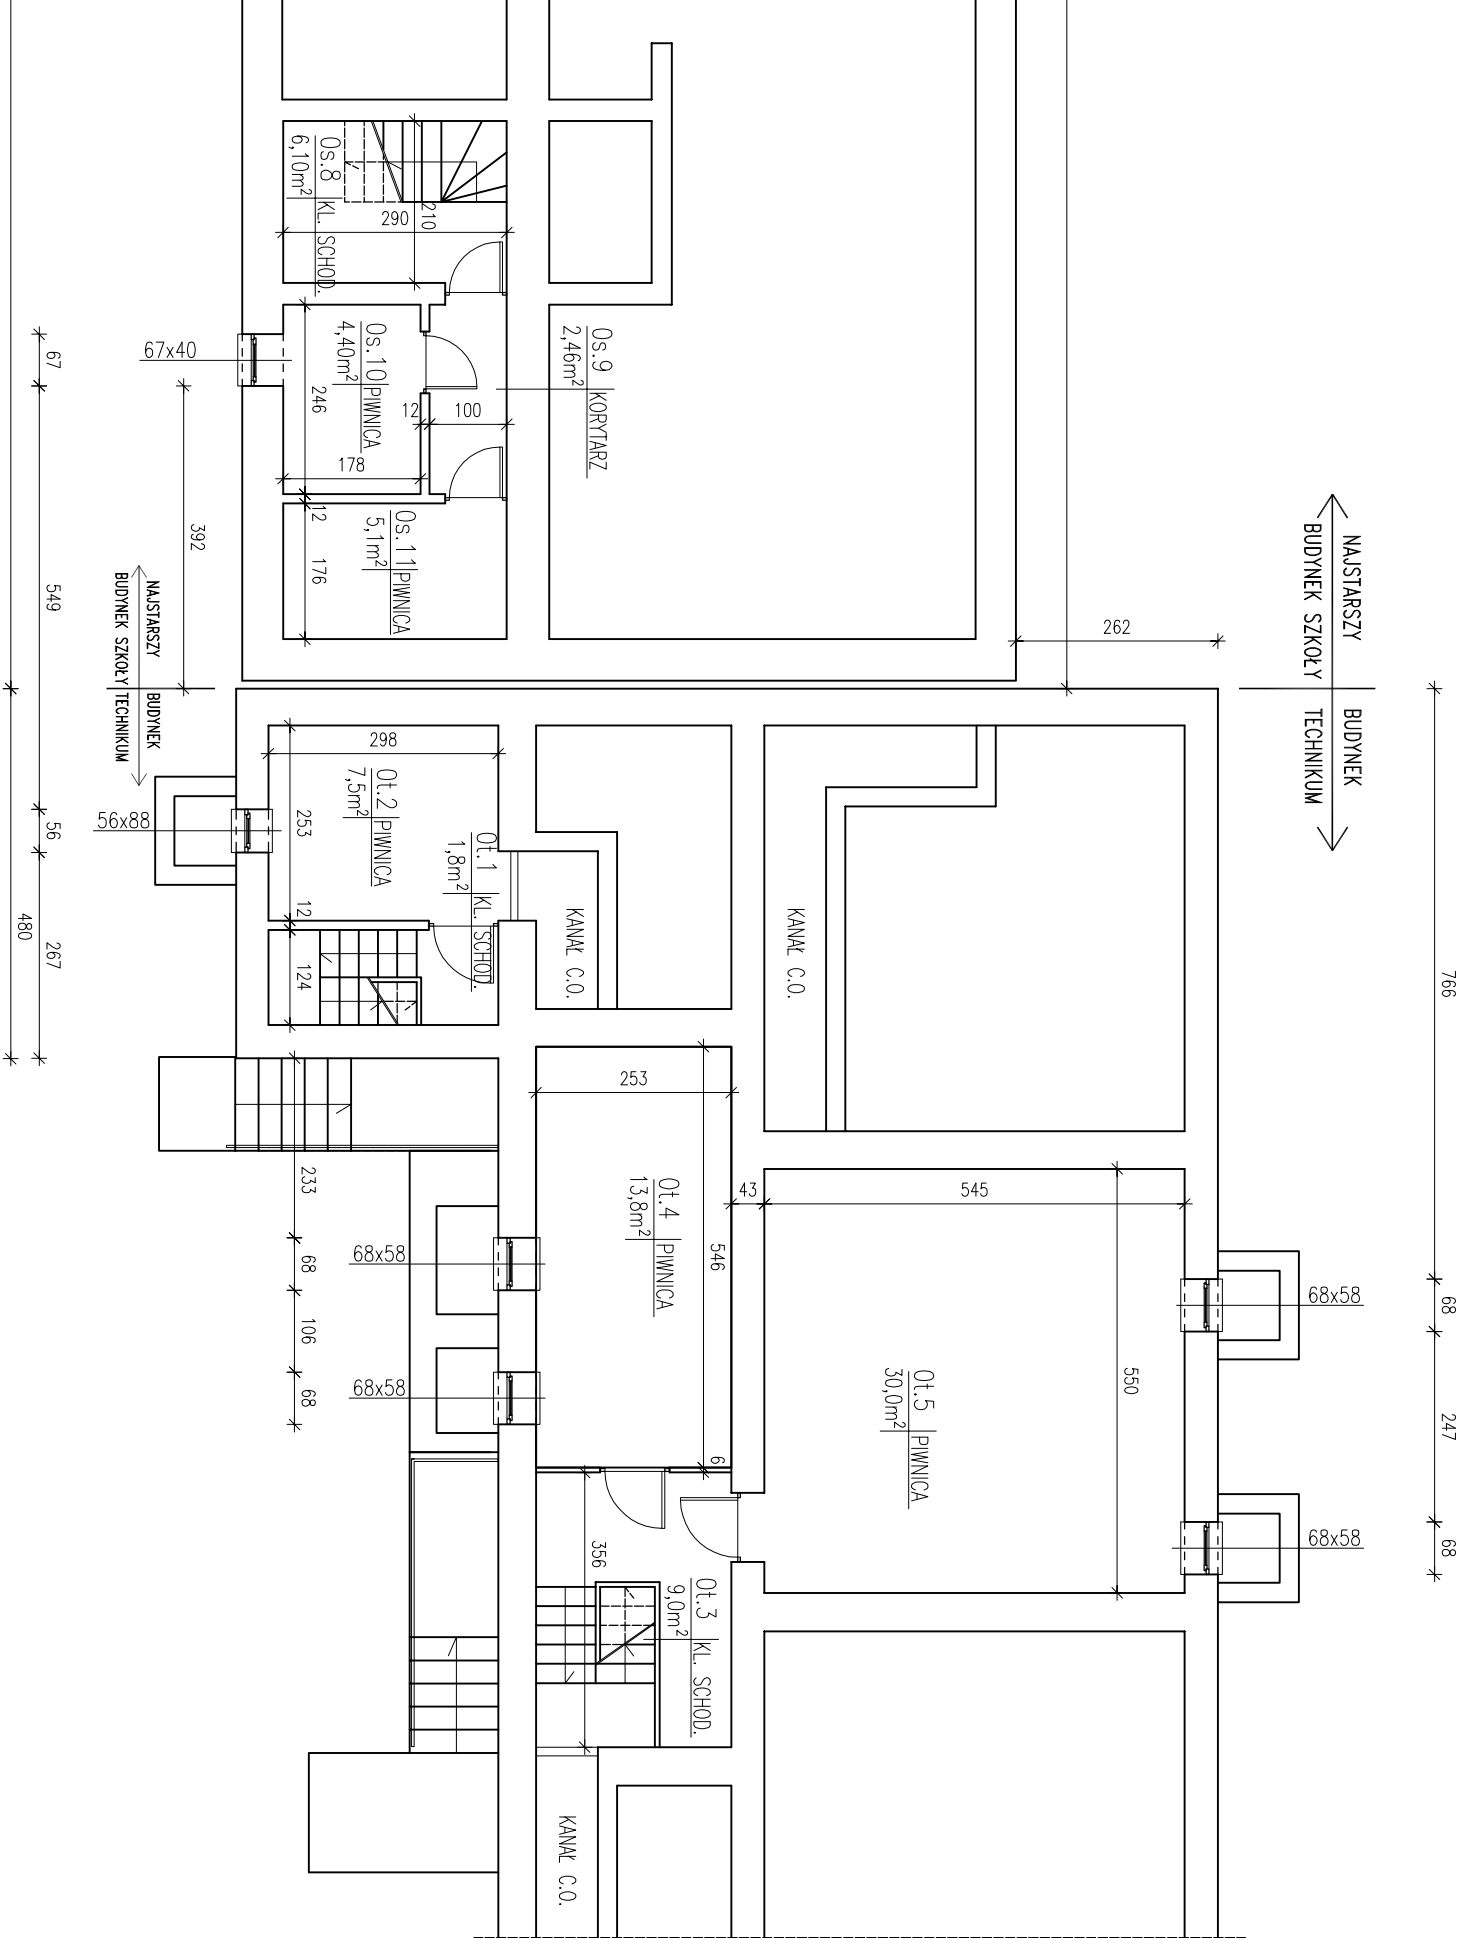 Os.8
6,10m²
KL. SCHOD.
290
210
67x40
67
Os.10
4,40m²
PIWNICA
246
178
12
100
Os.9
2,46m²
KORYTARZ
12
176
Os.11
5,1m²
PIWNICA
392
549
NAJSTARSZY
BUDYNEK SZKOŁY
BUDYNEK
TECHNIKUM
NAJSTARSZY
BUDYNEK SZKOŁY
BUDYNEK
TECHNIKUM
262
298
Ot.2
7,5m²
PIWNICA
253
56x88
56
12
124
480
267
Ot.1
1,8m²
KL. SCHOD.
KANAŁ C.O.
KANAŁ C.O.
766
253
Ot.4
13,8m²
PIWNICA
546
43
545
233
68
106
68
68x58
68x58
6
Ot.5
30,0m²
PIWNICA
550
68x58
68
247
68x58
68
356
Ot.3
9,0m²
KL. SCHOD.
KANAŁ C.O.